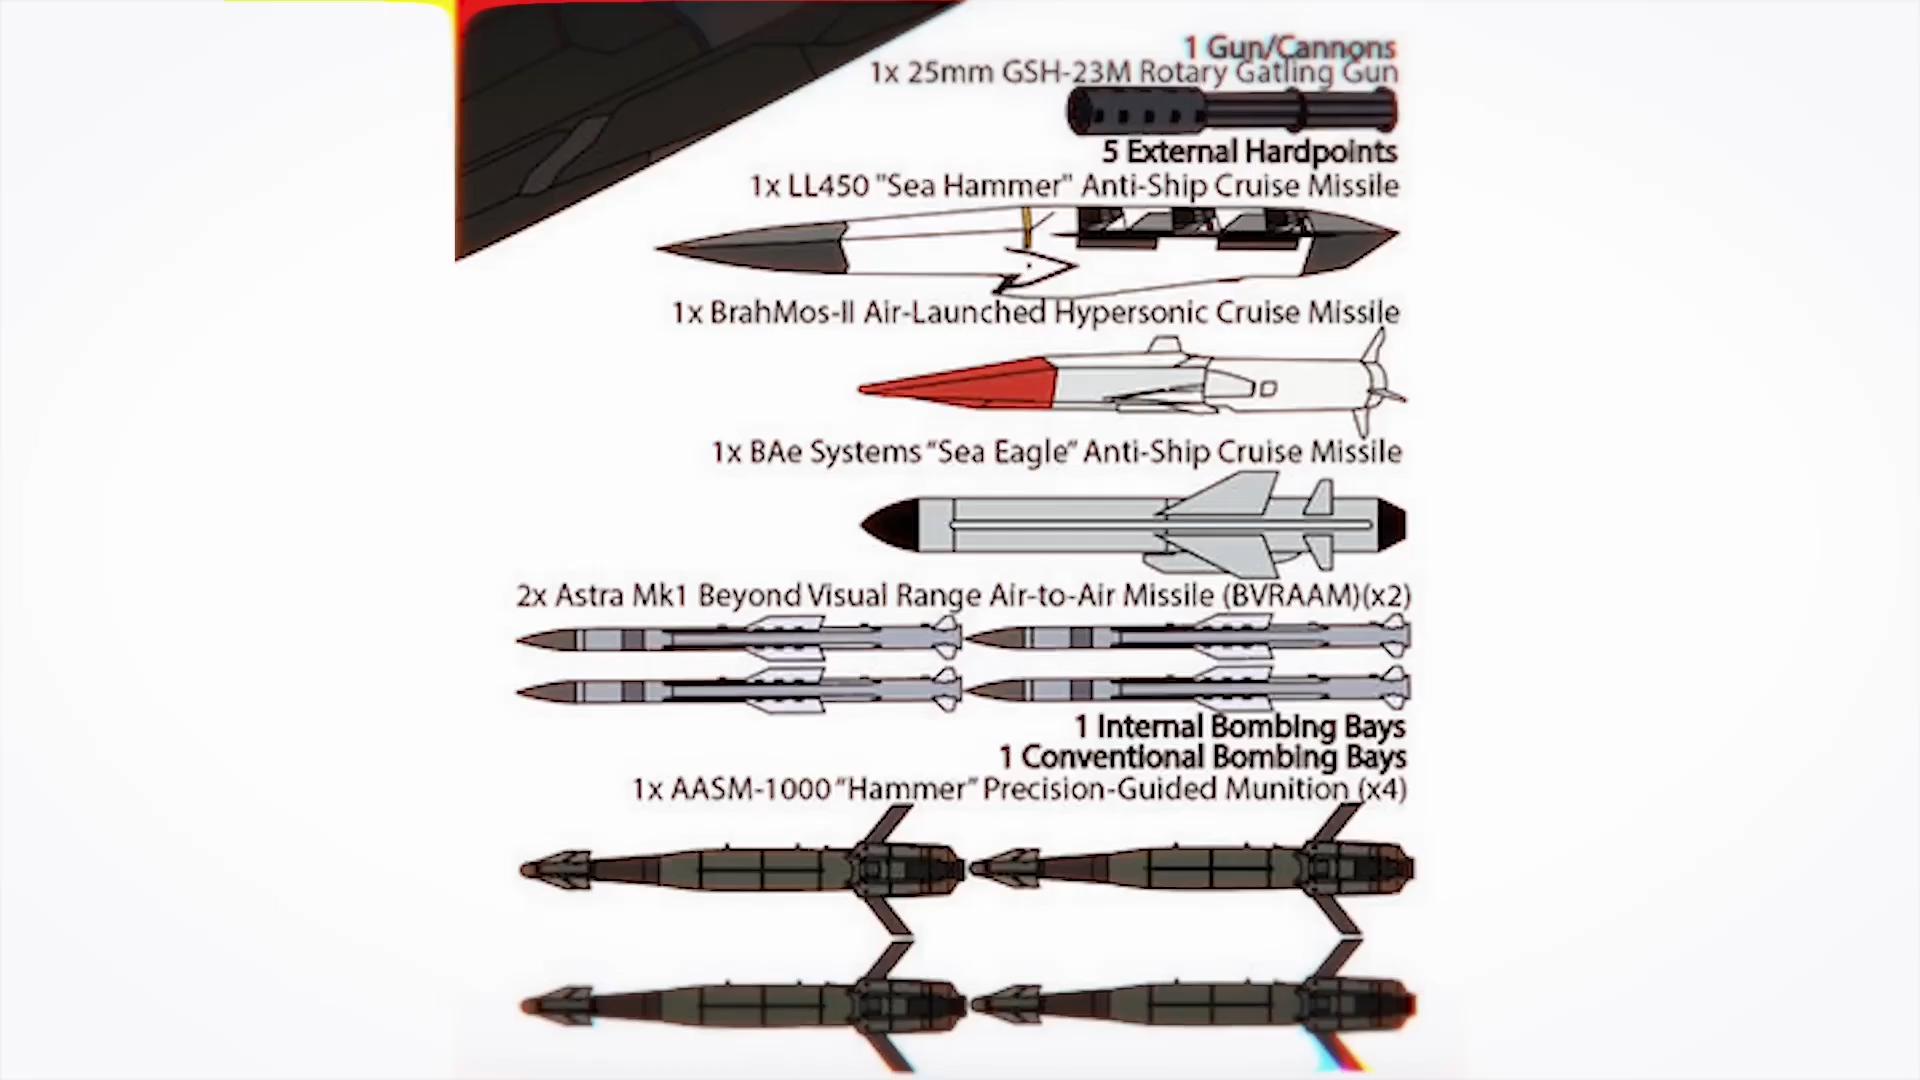 1 Gun/Cannons
1x 25mm GSH-23M Rotary Gatling Gun
5 External Hardpoints
1x LL450 "Sea Hammer" Anti-Ship Cruise Missile
1x BrahMos-II Air-Launched Hypersonic Cruise Missile
1x BAe Systems “Sea Eagle” Anti-Ship Cruise Missile
2x Astra Mk1 Beyond Visual Range Air-to-Air Missile (BVRAAM)(x2)
1 Internal Bombing Bays
1 Conventional Bombing Bays
1x AASM-1000 “Hammer” Precision-Guided Munition (x4)